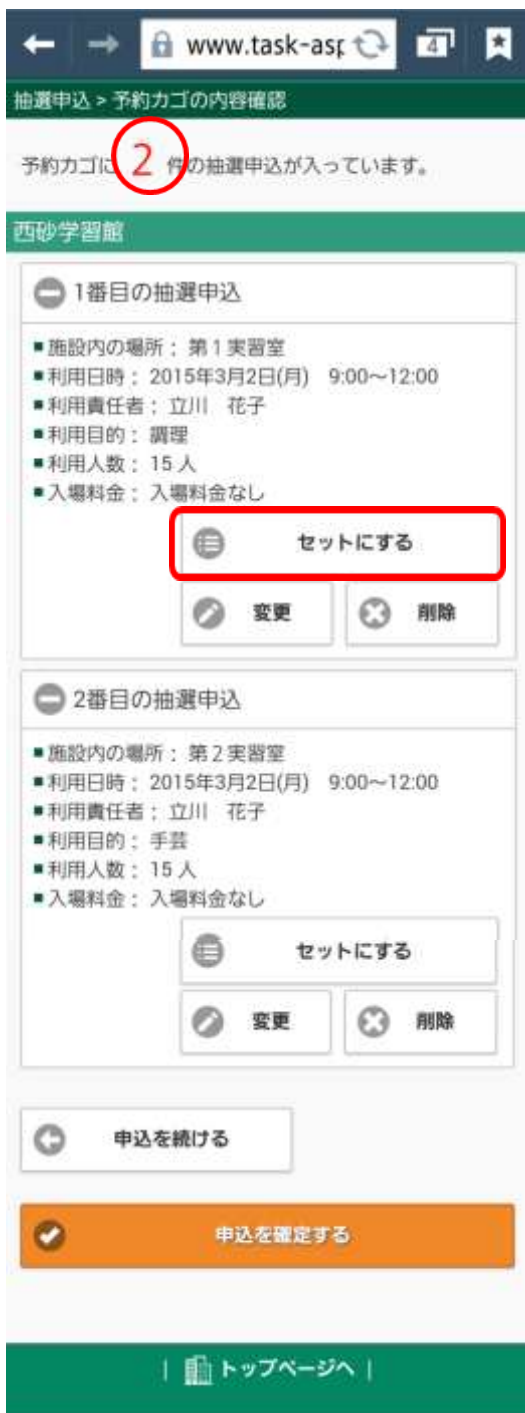 www.task-asp
4
抽選申込 > 予約カゴの内容確認
予約カゴに 2 件の抽選申込が入っています。
西砂学習館
1番目の抽選申込
■施設内の場所： 第１実習室
■利用日時： 2015年3月2日(月) 9:00～12:00
■利用責任者： 立川 花子
■利用目的： 調理
■利用人数： 15 人
■入場料金： 入場料金なし
セットにする
変更 削除
2番目の抽選申込
■施設内の場所： 第２実習室
■利用日時： 2015年3月2日(月) 9:00～12:00
■利用責任者： 立川 花子
■利用目的： 手芸
■利用人数： 15 人
■入場料金： 入場料金なし
セットにする
変更 削除
申込を続ける
申込を確定する
| トップページへ |